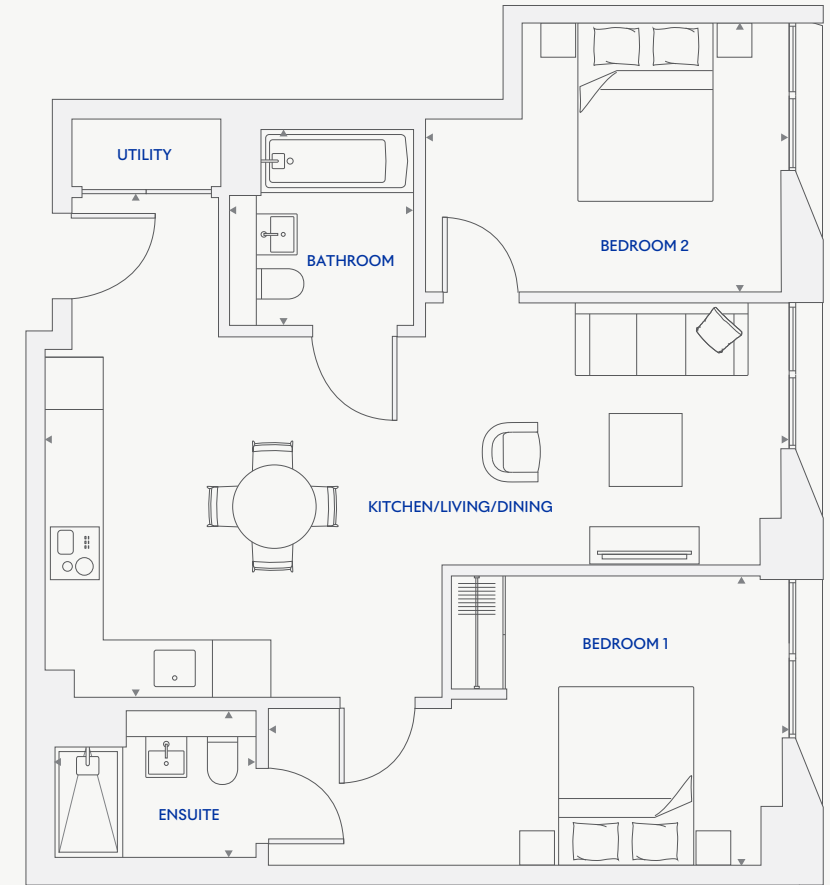 UTILITY
BATHROOM
BEDROOM 2
KITCHEN/LIVING/DINING
BEDROOM 1
ENSUITE